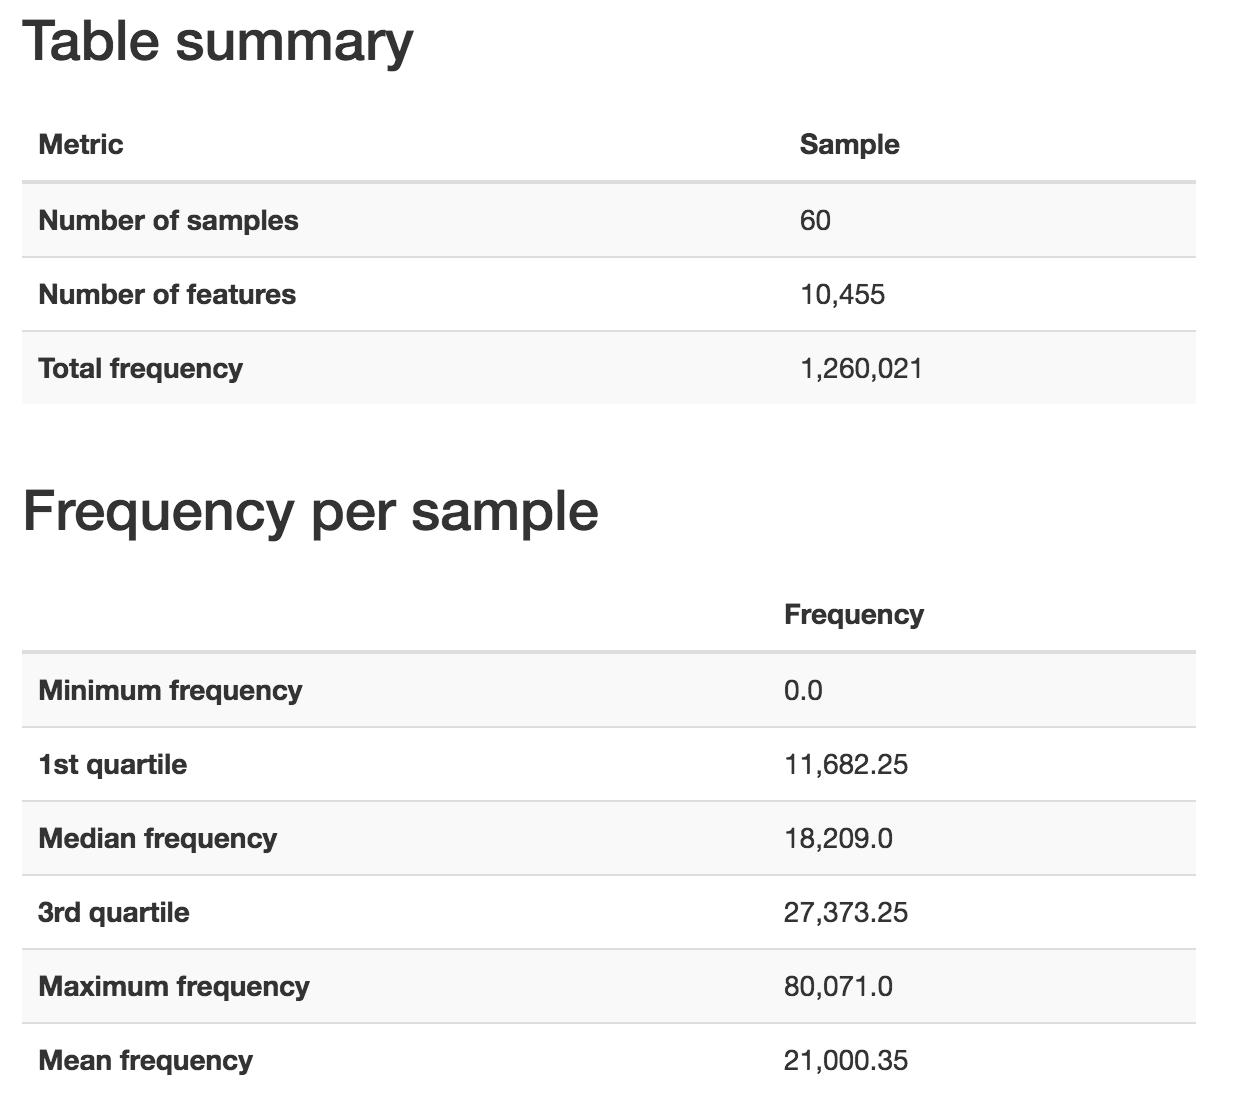 Table summary
Metric Sample
Number of samples 60
Number of features 10,455
Total frequency 1,260,021
Frequency per sample
Frequency
Minimum frequency 0.0
1st quartile 11,682.25
Median frequency 18,209.0
3rd quartile 27,373.25
Maximum frequency 80,071.0
Mean frequency 21,000.35